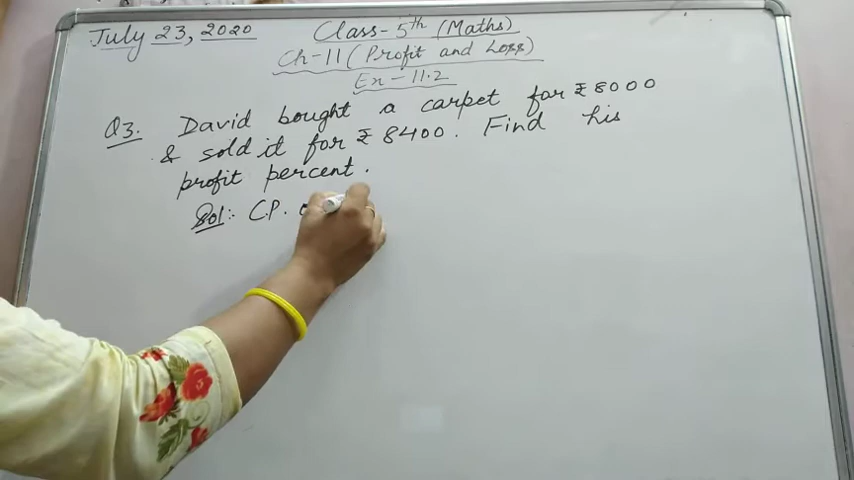 July 23, 2020
Class-5th (Maths)
Ch-11 (Profit and Loss)
Ex-11.2
Q3. David bought a carpet for ₹8000
& sold it for ₹8400. Find his
profit percent.
Sol:- C.P. o